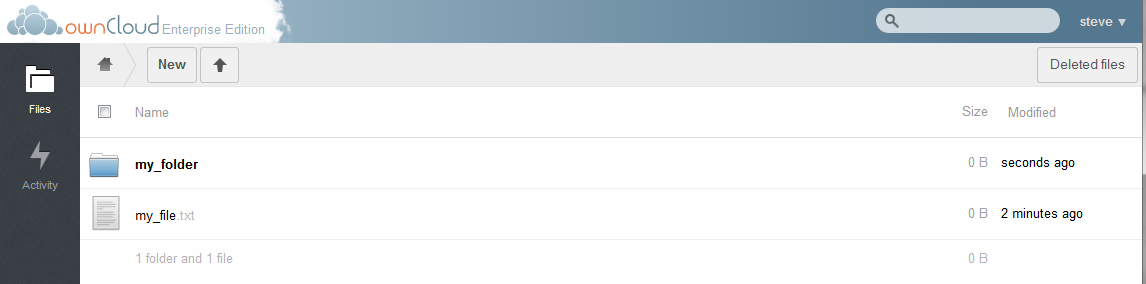 ownCloud Enterprise Edition
steve
New
Deleted files
Files
Name Size Modified
my_folder 0 B seconds ago
Activity
my_file.txt 0 B 2 minutes ago
1 folder and 1 file 0 B